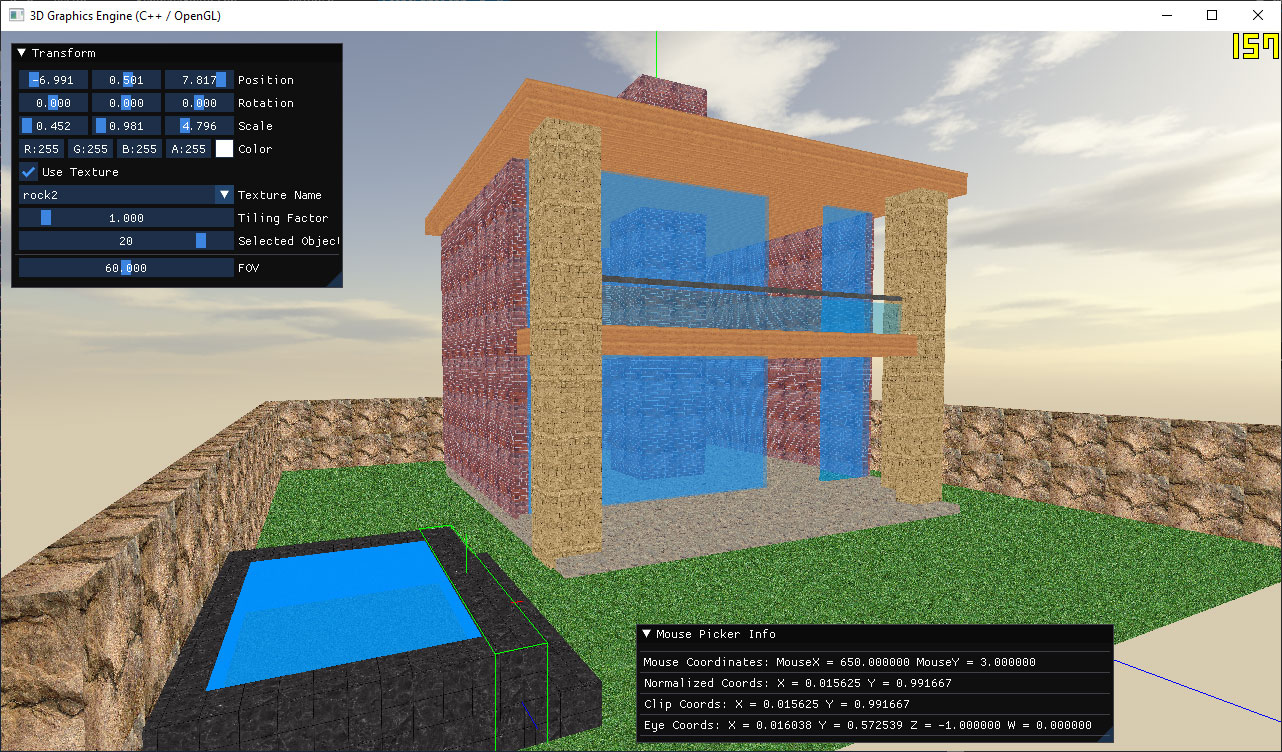 3D Graphics Engine (C++ / OpenGL)
157
Transform
-6.991 0.501 7.817 Position
0.000 0.000 0.000 Rotation
0.452 0.981 4.796 Scale
R:255 G:255 B:255 A:255 Color
Use Texture
rock2 Texture Name
1.000 Tiling Factor
20 Selected Object
60.000 FOV
Mouse Picker Info
Mouse Coordinates: MouseX = 650.000000 MouseY = 3.000000
Normalized Coords: X = 0.015625 Y = 0.991667
Clip Coords: X = 0.015625 Y = 0.991667
Eye Coords: X = 0.016038 Y = 0.572539 Z = -1.000000 W = 0.000000